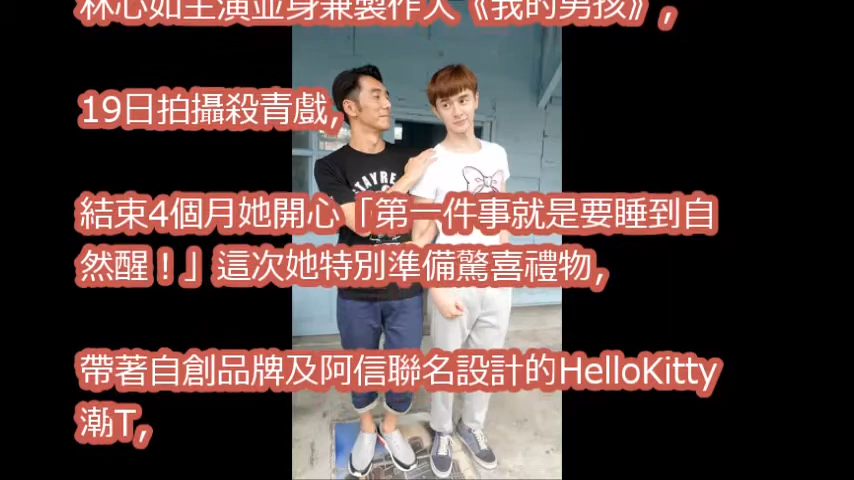 林心如主演並身兼製作人《我的男孩》,
19日拍攝殺青戲,
結束4個月她開心「第一件事就是要睡到自
然醒！」這次她特別準備驚喜禮物,
帶著自創品牌及阿信聯名設計的HelloKitty
潮T,